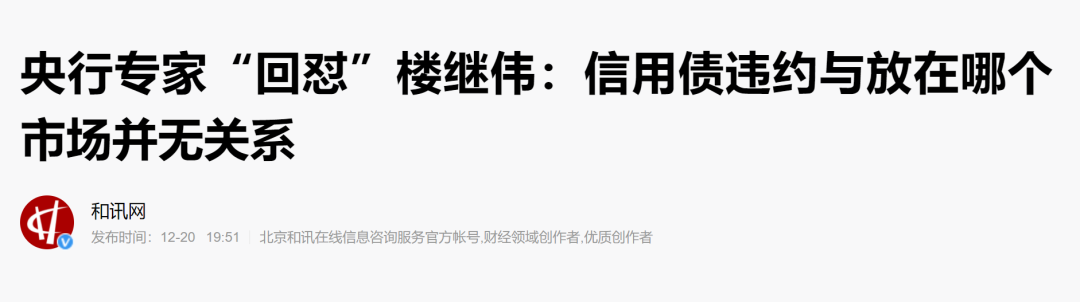 央行专家“回怼”楼继伟：信用债违约与放在哪个
市场并无关系
和讯网
发布时间：12-20 19:51 北京和讯在线信息咨询服务官方帐号,财经领域创作者,优质创作者